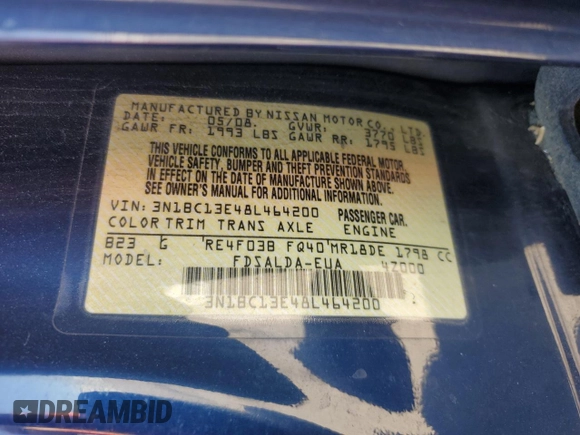 MANUFACTURED BY NISSAN MOTOR CO.
DATE: 05/08. GVWR: 3770
GAWR FR: 1993 LBS GAWR RR: 1795
THIS VEHICLE CONFORMS TO ALL APPLICABLE FEDERAL MOTOR
VEHICLE SAFETY, BUMPER AND THEFT PREVENTION STANDARDS
IN EFFECT ON THE DATE OF MANUFACTURE SHOWN ABOVE.
SEE OWNER'S MANUAL FOR ADDITIONAL INFORMATION.
VIN: 3N1BC13E48L464200 PASSENGER CAR.
COLOR TRIM TRANS AXLE ENGINE
B23 G RE4F03B FQ40 MR18DE 1798 CC
MODEL: FDSALDA-EUA 4Z000
3N1BC13E48L464200
DREAMBID